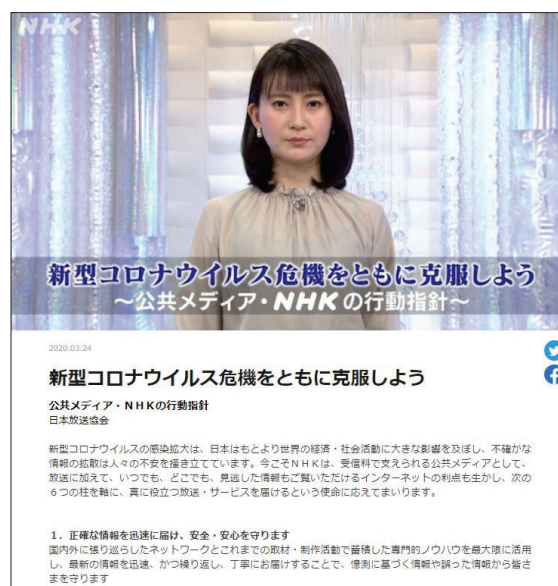 NHK
新型コロナウイルス危機をともに克服しよう
～公共メディア・NHKの行動指針～
2020.03.24
新型コロナウイルス危機をともに克服しよう
公共メディア・ＮＨＫの行動指針
日本放送協会
新型コロナウイルスの感染拡大は、日本はもとより世界の経済・社会活動に大きな影響を及ぼし、不確かな
情報の拡散は人々の不安を掻き立てています。今こそＮＨＫは、受信料で支えられる公共メディアとして、
放送に加えて、いつでも、どこでも、見逃した情報もご覧いただけるインターネットの利点も生かし、次の
６つの柱を軸に、真に役立つ放送・サービスを届けるという使命に応えてまいります。
１．正確な情報を迅速に届け、安全・安心を守ります
国内外に張り巡らしたネットワークとこれまでの取材・制作活動で蓄積した専門的ノウハウを最大限に活用
し、最新の情報を迅速、かつ繰り返し、丁寧にお届けすることで、憶測に基づく情報や誤った情報から皆さ
まを守ります